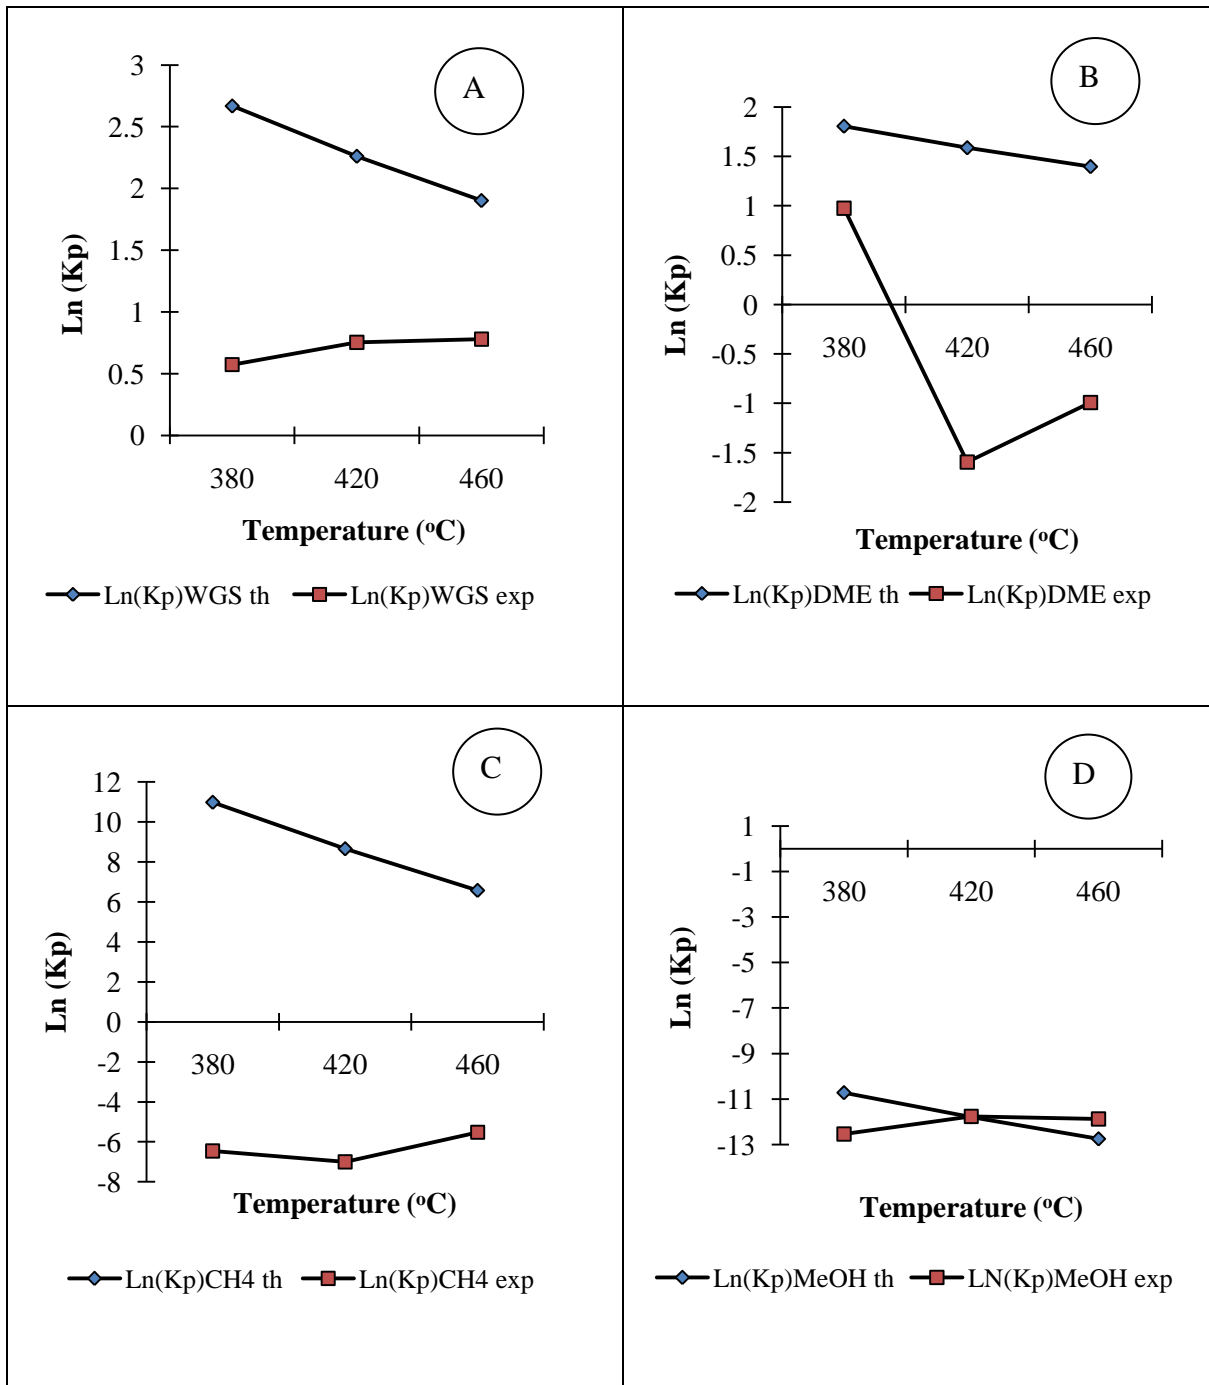 A
3
2.5
2
1.5
1
0.5
0
Ln (Kp)
380 420 460
Temperature (ºC)
Ln(Kp)WGS th Ln(Kp)WGS exp
B
2
1.5
1
0.5
0
-0.5
-1
-1.5
-2
Ln (Kp)
380 420 460
Temperature (ºC)
Ln(Kp)DME th Ln(Kp)DME exp
C
12
10
8
6
4
2
0
-2
-4
-6
-8
Ln (Kp)
380 420 460
Temperature (ºC)
Ln(Kp)CH4 th Ln(Kp)CH4 exp
D
1
-1
-3
-5
-7
-9
-11
-13
Ln (Kp)
380 420 460
Temperature (ºC)
Ln(Kp)MeOH th LN(Kp)MeOH exp